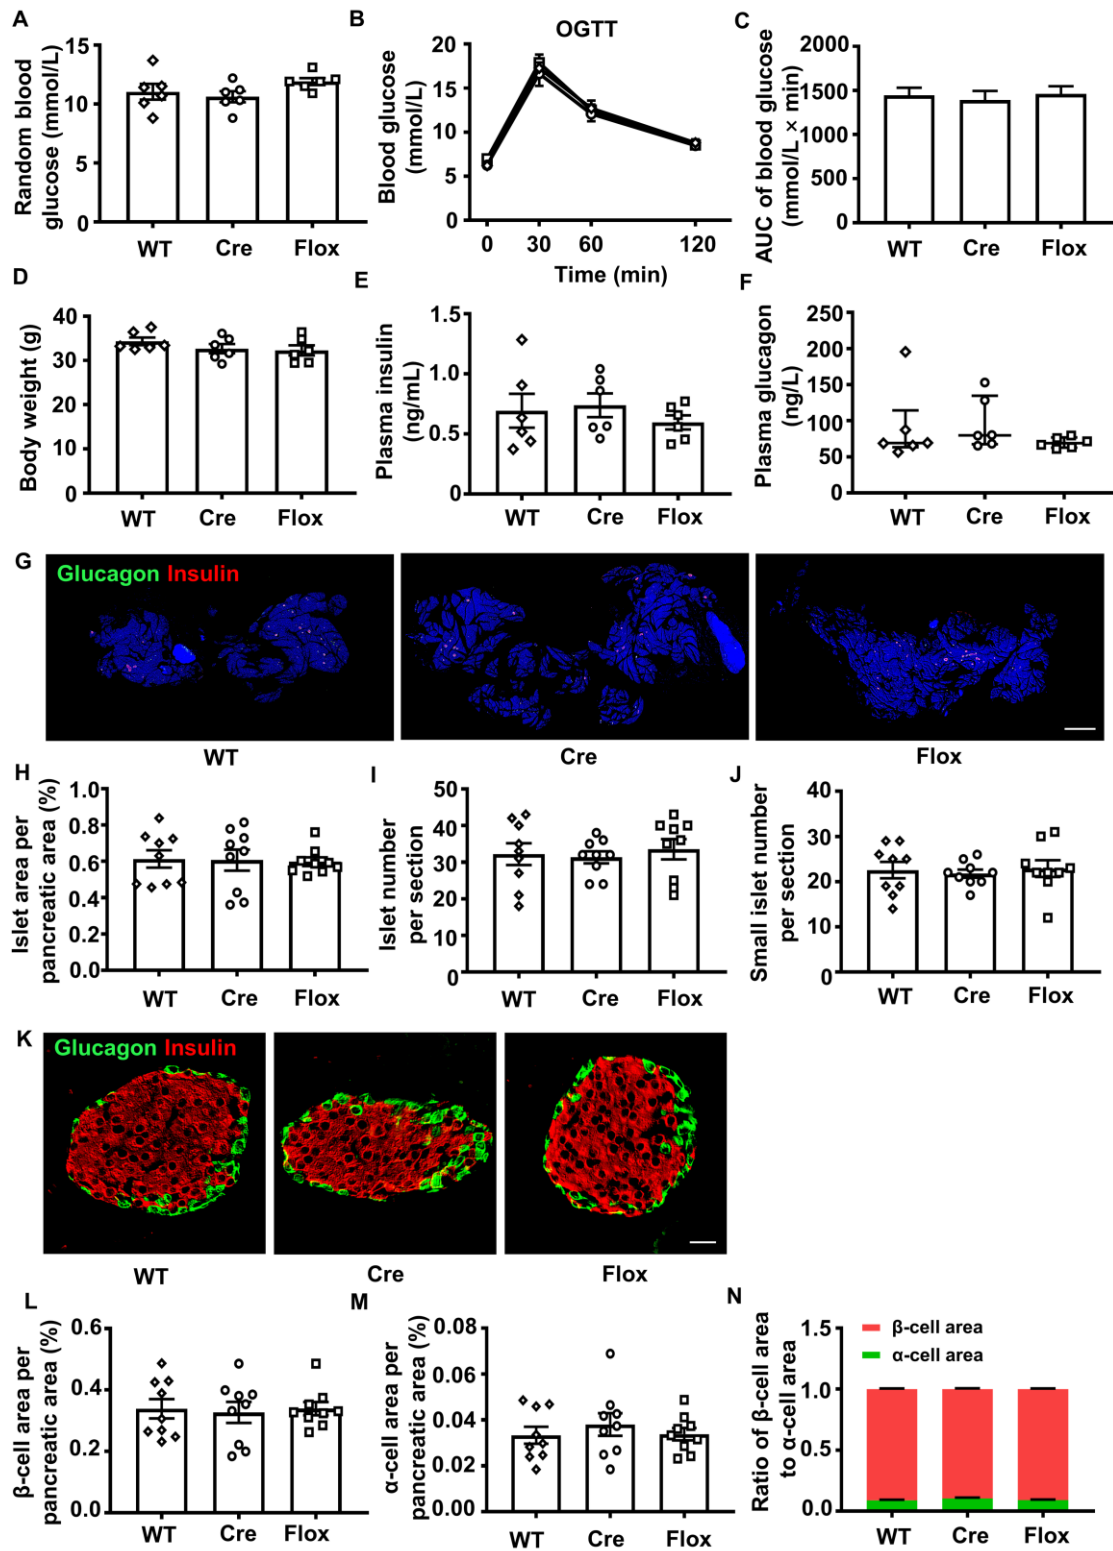 A
Random blood
glucose (mmol/L)
15
10
5
0
WT
Cre
Flox
B
OGTT
Blood glucose
(mmol/L)
20
15
10
5
0
0
30
60
120
Time (min)
C
AUC of blood glucose
(mmol/L × min)
2000
1500
1000
500
0
WT
Cre
Flox
D
Body weight (g)
40
30
20
10
0
WT
Cre
Flox
E
Plasma insulin
(ng/mL)
1.5
1.0
0.5
0
WT
Cre
Flox
F
Plasma glucagon
(ng/L)
250
200
150
100
50
0
WT
Cre
Flox
G
Glucagon Insulin
WT
Cre
Flox
H
Islet area per
pancreatic area (%)
1.0
0.8
0.6
0.4
0.2
0.0
WT
Cre
Flox
I
Islet number
per section
50
40
30
20
10
0
WT
Cre
Flox
J
Small islet number
per section
40
30
20
10
0
WT
Cre
Flox
K
Glucagon Insulin
WT
Cre
Flox
L
β-cell area per
pancreatic area (%)
0.6
0.4
0.2
0.0
WT
Cre
Flox
M
α-cell area per
pancreatic area (%)
0.08
0.06
0.04
0.02
0.00
WT
Cre
Flox
N
Ratio of β-cell area
to α-cell area
β-cell area
α-cell area
1.5
1.0
0.5
0.0
WT
Cre
Flox